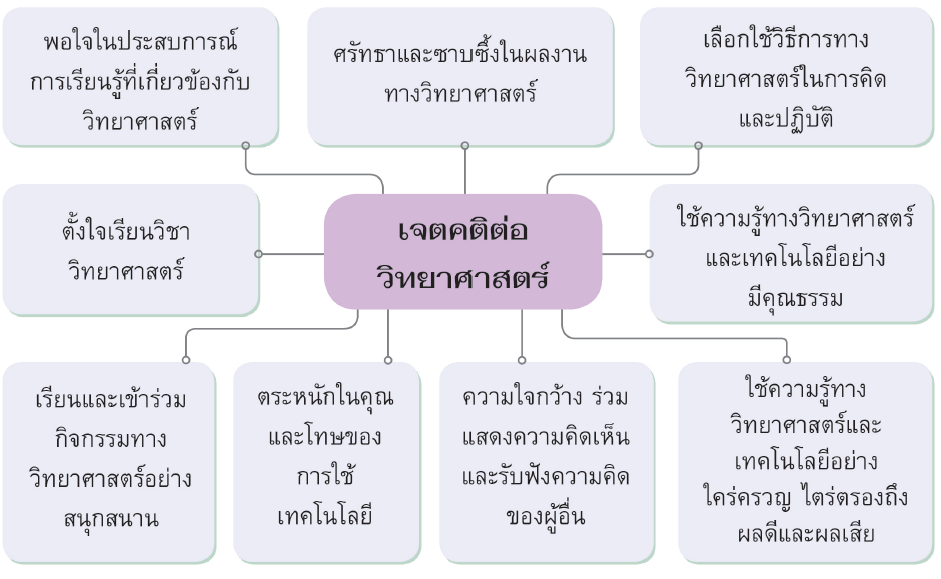 พอใจในประสบการณ์
การเรียนรู้ที่เกี่ยวข้องกับ
วิทยาศาสตร์
ศรัทธาและซาบซึ้งในผลงาน
ทางวิทยาศาสตร์
เลือกใช้วิธีการทาง
วิทยาศาสตร์ในการคิด
และปฏิบัติ
ตั้งใจเรียนวิชา
วิทยาศาสตร์
เจตคติต่อ
วิทยาศาสตร์
ใช้ความรู้ทางวิทยาศาสตร์
และเทคโนโลยีอย่าง
มีคุณธรรม
เรียนและเข้าร่วม
กิจกรรมทาง
วิทยาศาสตร์อย่าง
สนุกสนาน
ตระหนักในคุณ
และโทษของ
การใช้
เทคโนโลยี
ความใจกว้าง ร่วม
แสดงความคิดเห็น
และรับฟังความคิด
ของผู้อื่น
ใช้ความรู้ทาง
วิทยาศาสตร์และ
เทคโนโลยีอย่าง
ใคร่ครวญ ไตร่ตรองถึง
ผลดีและผลเสีย